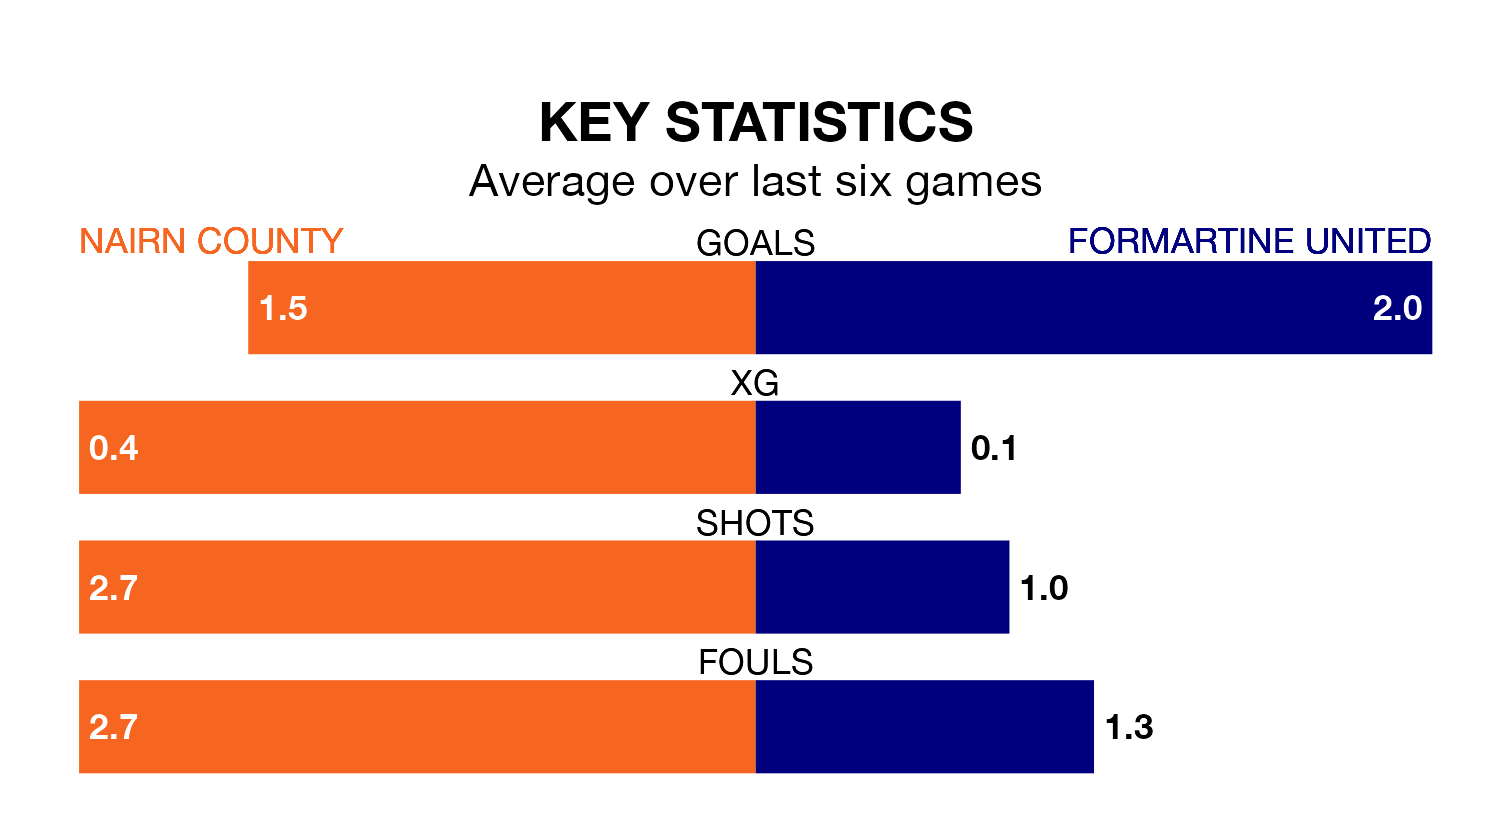 KEY STATISTICS
Average over last six games
NAIRN COUNTY GOALS FORMARTINE UNITED
1.5 2.0
XG
0.4 0.1
SHOTS
2.7 1.0
FOULS
2.7 1.3